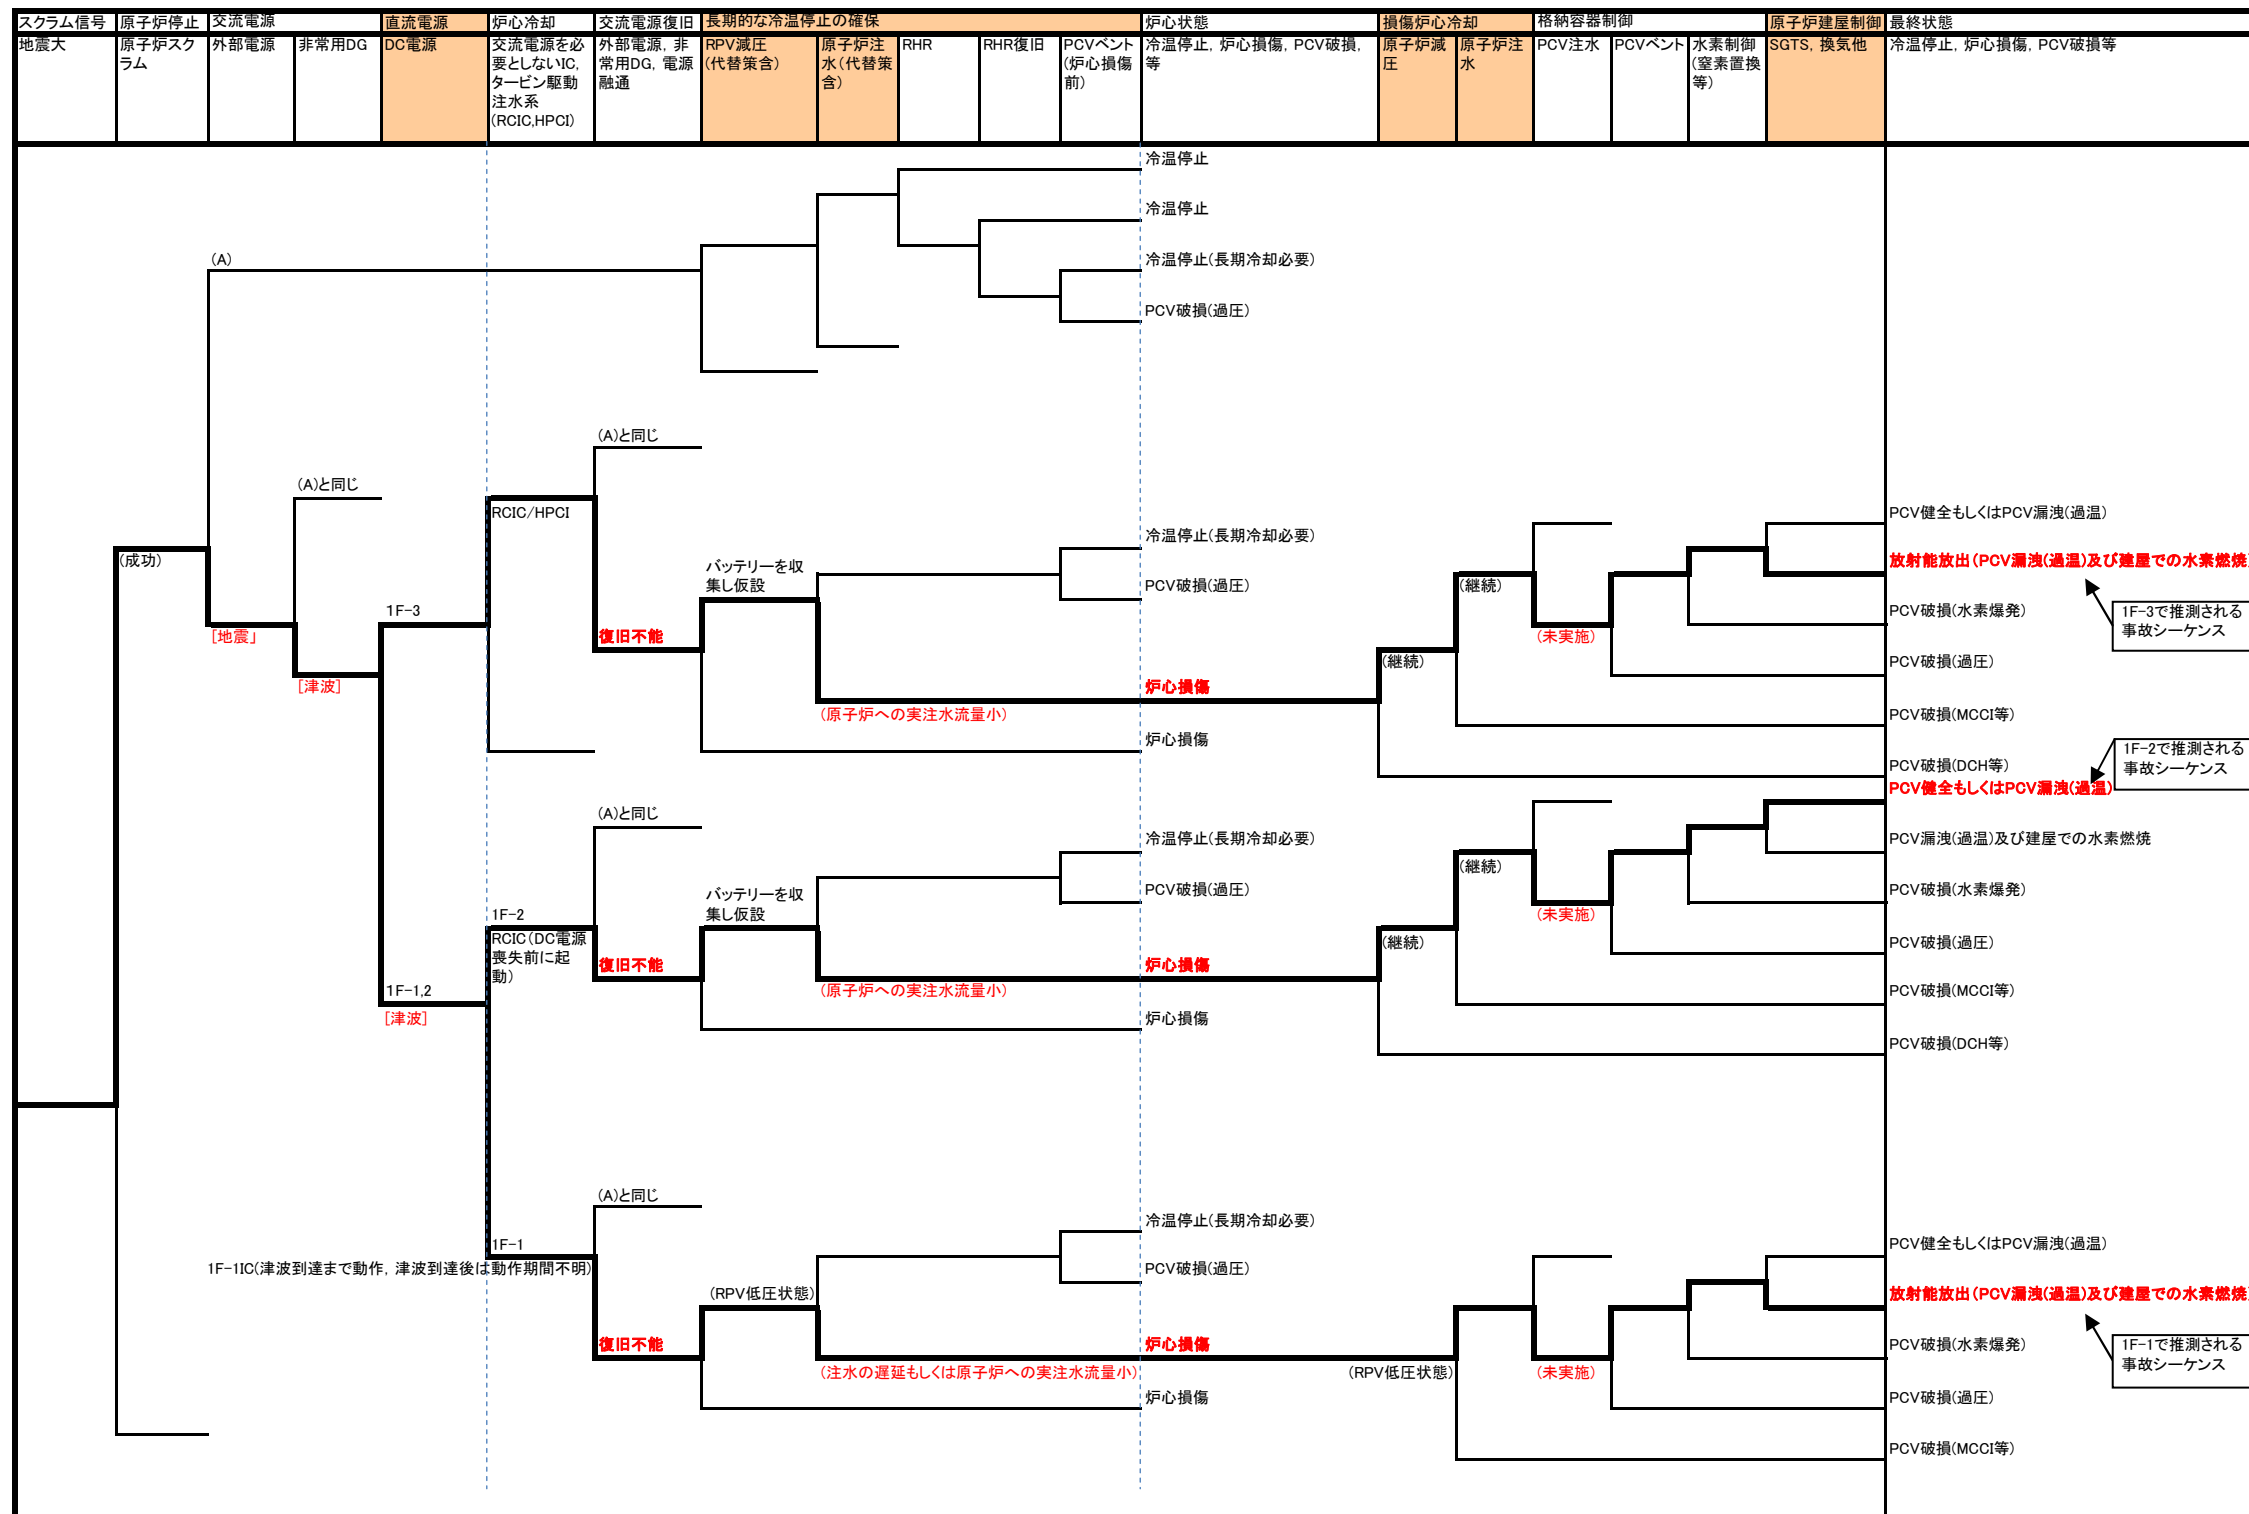 スクラム信号
原子炉停止
交流電源
直流電源
炉心冷却
交流電源復旧
長期的な冷温停止の確保
炉心状態
損傷炉心冷却
格納容器制御
原子炉建屋制御
最終状態
地震大
原子炉スク
ラム
外部電源
非常用DG
DC電源
交流電源を必
要としないIC,
タービン駆動
注水系
(RCIC,HPCI)
外部電源, 非
常用DG, 電源
融通
RPV減圧
(代替策含)
原子炉注
水(代替策
含)
RHR
RHR復旧
PCVベント
(炉心損傷
前)
冷温停止, 炉心損傷, PCV破損,
等
原子炉減
圧
原子炉注
水
PCV注水
PCVベント
水素制御
(窒素置換
等)
SGTS, 換気他
冷温停止, 炉心損傷, PCV破損等
冷温停止
冷温停止
(A)
冷温停止(長期冷却必要)
PCV破損(過圧)
(A)と同じ
(A)と同じ
RCIC/HPCI
PCV健全もしくはPCV漏洩(過温)
(成功)
冷温停止(長期冷却必要)
放射能放出(PCV漏洩(過温)及び建屋での水素燃焼)
バッテリーを収
集し仮設
PCV破損(過圧)
(継続)
1F-3
PCV破損(水素爆発)
1F-3で推測される
事故シーケンス
[地震」
復旧不能
(未実施)
(継続)
PCV破損(過圧)
[津波]
炉心損傷
(原子炉への実注水流量小)
PCV破損(MCCI等)
炉心損傷
1F-2で推測される
事故シーケンス
PCV破損(DCH等)
PCV健全もしくはPCV漏洩(過温)
(A)と同じ
冷温停止(長期冷却必要)
PCV漏洩(過温)及び建屋での水素燃焼
(継続)
バッテリーを収
集し仮設
PCV破損(過圧)
PCV破損(水素爆発)
1F-2
(未実施)
RCIC(DC電源
喪失前に起
動)
(継続)
PCV破損(過圧)
復旧不能
炉心損傷
1F-1,2
(原子炉への実注水流量小)
PCV破損(MCCI等)
[津波]
炉心損傷
PCV破損(DCH等)
(A)と同じ
冷温停止(長期冷却必要)
1F-1
PCV健全もしくはPCV漏洩(過温)
1F-1IC(津波到達まで動作, 津波到達後は動作期間不明)
PCV破損(過圧)
(RPV低圧状態)
放射能放出(PCV漏洩(過温)及び建屋での水素燃焼)
復旧不能
炉心損傷
PCV破損(水素爆発)
1F-1で推測される
事故シーケンス
(注水の遅延もしくは原子炉への実注水流量小)
(RPV低圧状態)
(未実施)
炉心損傷
PCV破損(過圧)
PCV破損(MCCI等)